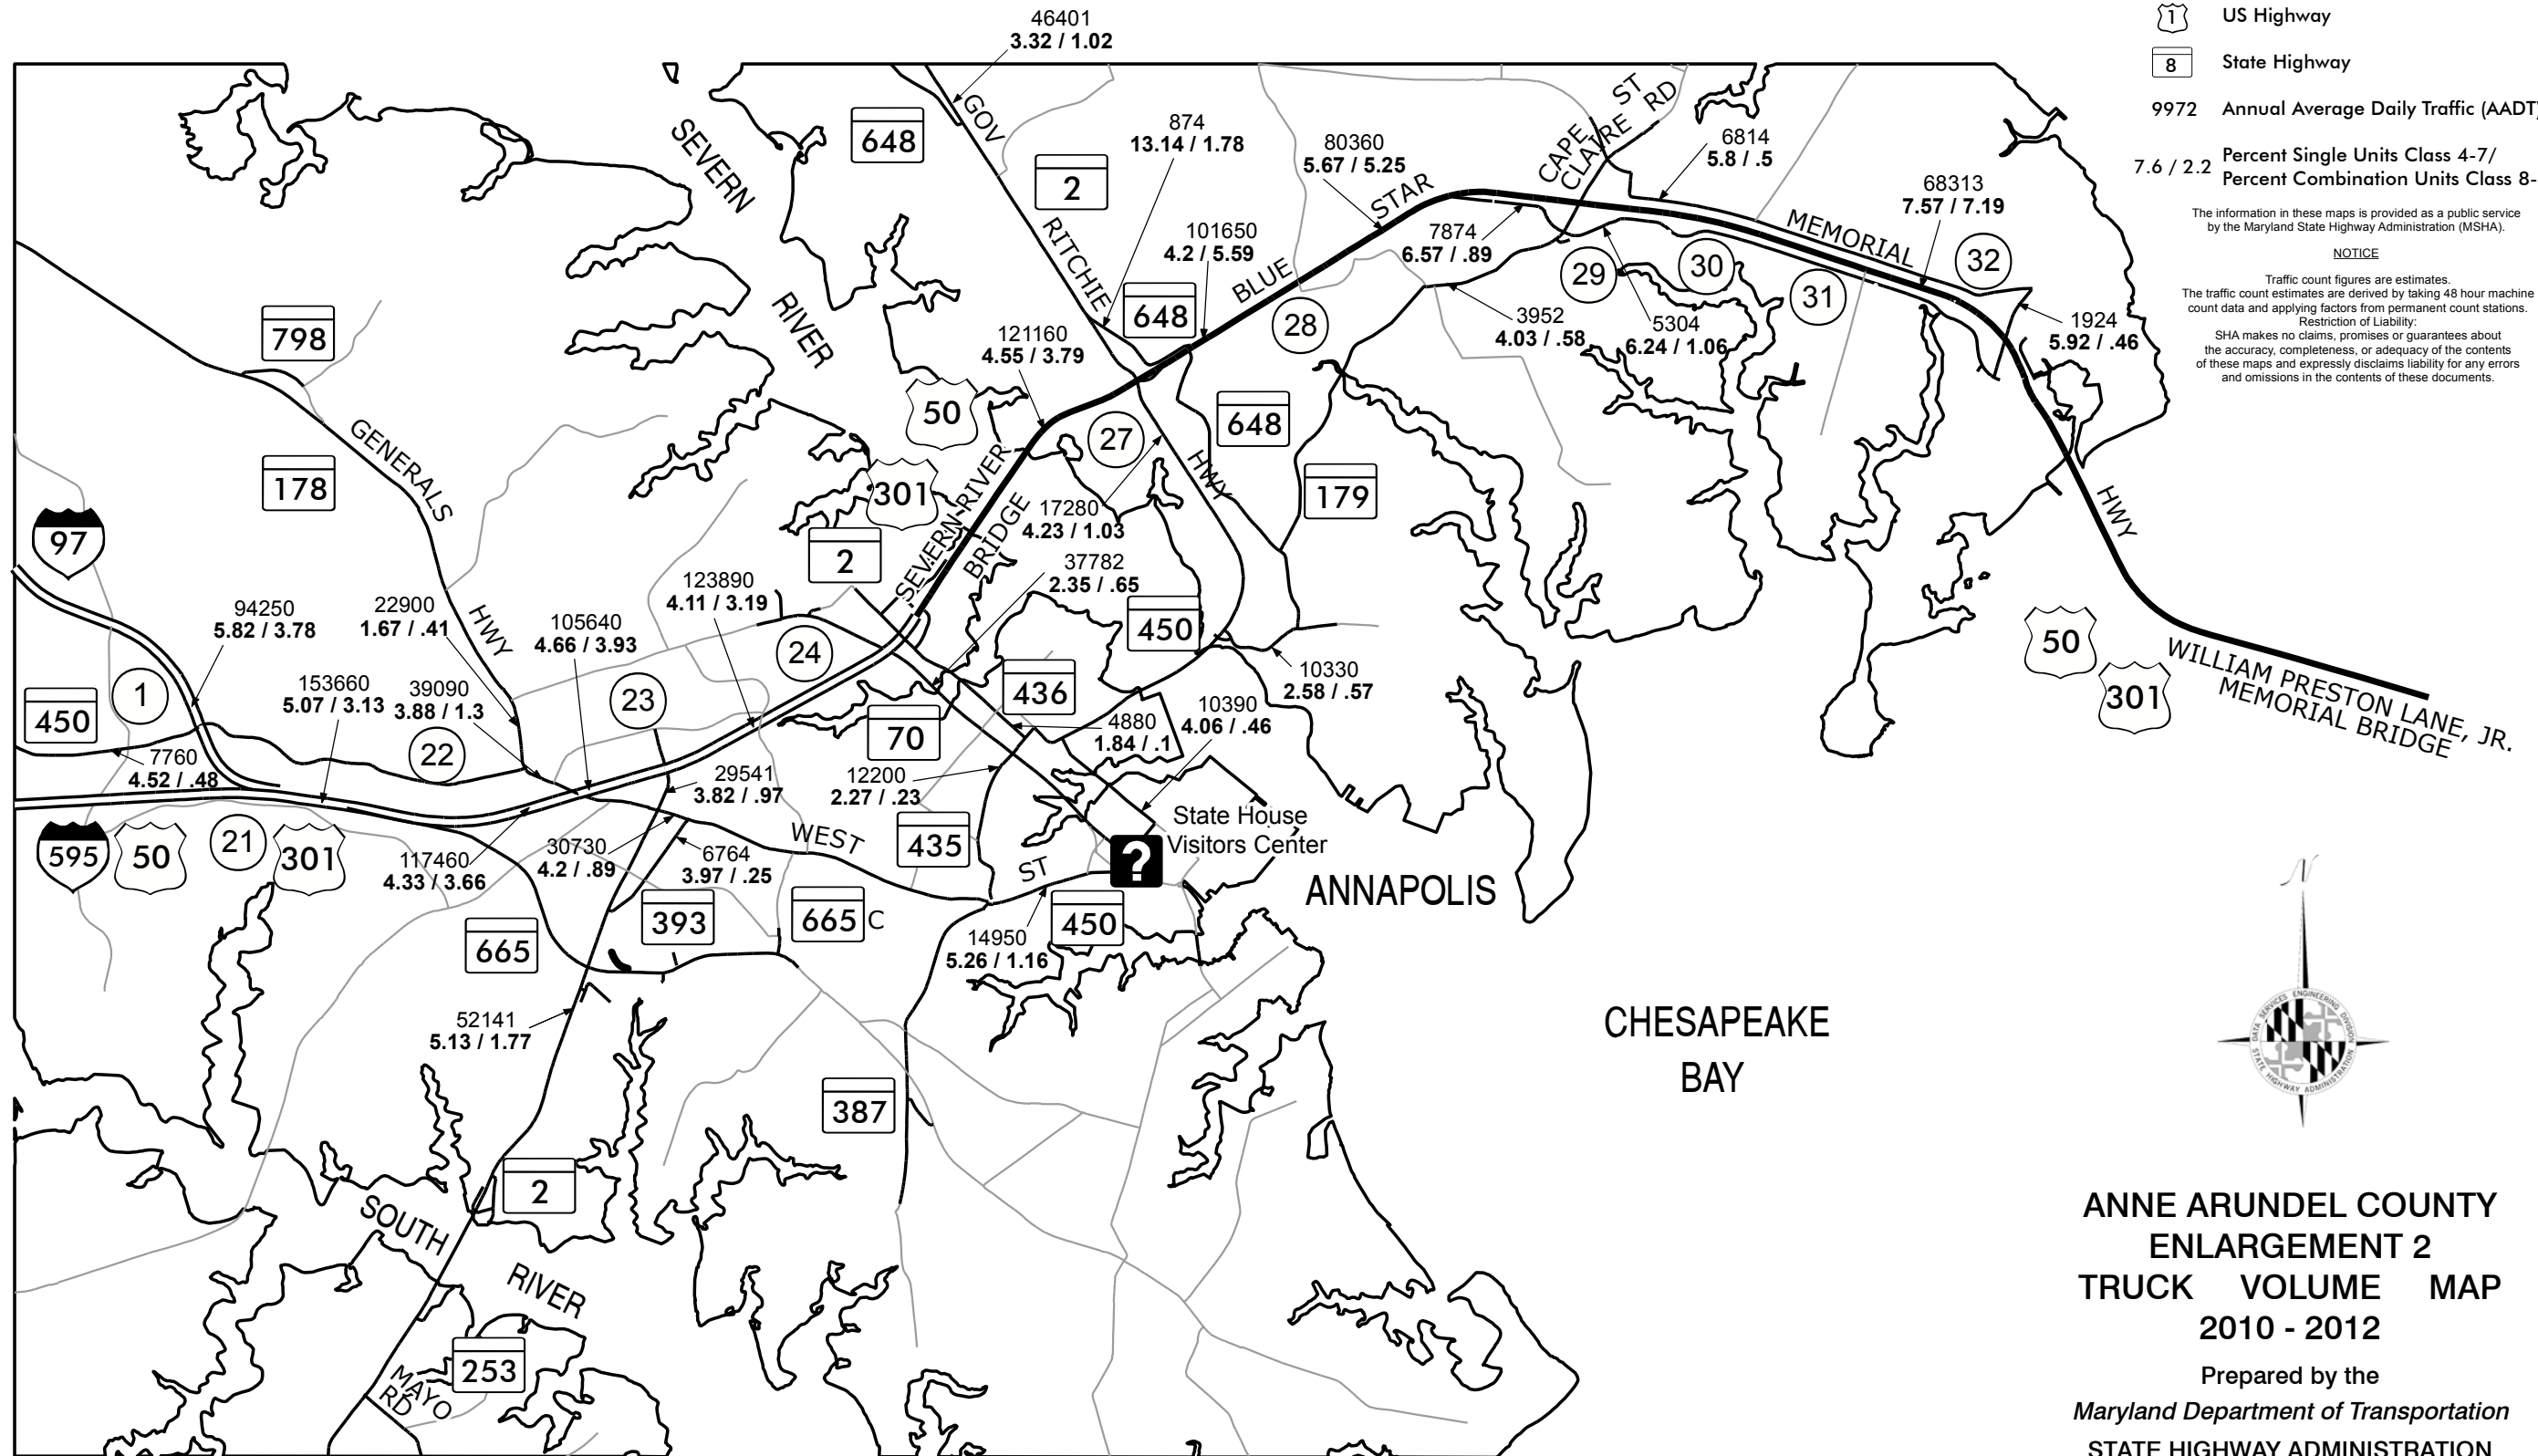 46401
3.32 / 1.02
GOV
RITCHIE
HWY
SEVERN
RIVER
648
2
874
13.14 / 1.78
80360
5.67 / 5.25
101650
4.2 / 5.59
648
BLUE
STAR
MEMORIAL
HWY
CAPE
ST
CLAIRE RD
6814
5.8 / .5
7874
6.57 / .89
68313
7.57 / 7.19
28
29
30
31
32
3952
4.03 / .58
5304
6.24 / 1.06
1924
5.92 / .46
1
US Highway
8
State Highway
9972
Annual Average Daily Traffic (AADT)
7.6 / 2.2
Percent Single Units Class 4-7/
Percent Combination Units Class 8-
The information in these maps is provided as a public service
by the Maryland State Highway Administration (MSHA).
NOTICE
Traffic count figures are estimates.
The traffic count estimates are derived by taking 48 hour machine
count data and applying factors from permanent count stations.
Restriction of Liability:
SHA makes no claims, promises or guarantees about
the accuracy, completeness, or adequacy of the contents
of these maps and expressly disclaims liability for any errors
and omissions in the contents of these documents.
798
178
GENERALS
HWY
121160
4.55 / 3.79
50
301
27
648
179
2
SEVERN RIVER
BRIDGE
17280
4.23 / 1.03
37782
2.35 / .65
97
94250
5.82 / 3.78
22900
1.67 / .41
105640
4.66 / 3.93
123890
4.11 / 3.19
24
450
10330
2.58 / .57
50
301
WILLIAM PRESTON LANE, JR.
MEMORIAL BRIDGE
450
1
153660
5.07 / 3.13
39090
3.88 / 1.3
23
22
70
436
4880
1.84 / .1
10390
4.06 / .46
7760
4.52 / .48
29541
3.82 / .97
12200
2.27 / .23
State House
Visitors Center
?
595
50
21
301
117460
4.33 / 3.66
30730
4.2 / .89
6764
3.97 / .25
WEST
ST
435
ANNAPOLIS
665
393
665 C
450
14950
5.26 / 1.16
52141
5.13 / 1.77
387
CHESAPEAKE
BAY
2
SOUTH
RIVER
253
MAYO
RD
DATA SERVICES ENGINEERING DIVISION
STATE HIGHWAY ADMINISTRATION
N
ANNE ARUNDEL COUNTY
ENLARGEMENT 2
TRUCK VOLUME MAP
2010 - 2012
Prepared by the
Maryland Department of Transportation
STATE HIGHWAY ADMINISTRATION